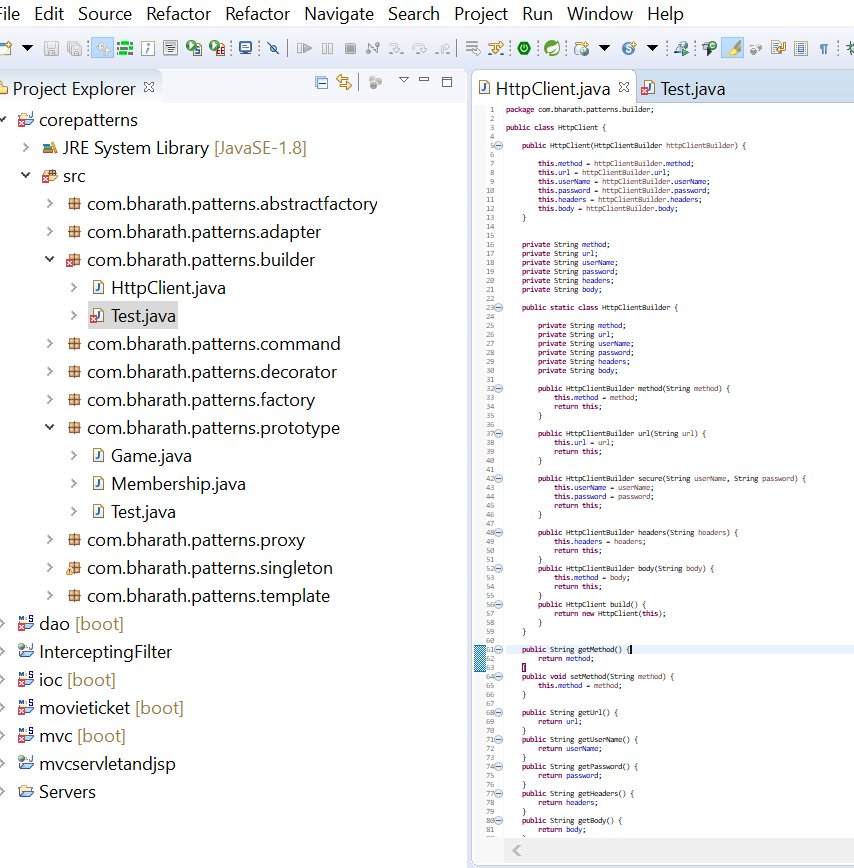 File Edit Source Refactor Refactor Navigate Search Project Run Window Help
Project Explorer
corepatterns
JRE System Library [JavaSE-1.8]
src
com.bharath.patterns.abstractfactory
com.bharath.patterns.adapter
com.bharath.patterns.builder
HttpClient.java
Test.java
com.bharath.patterns.command
com.bharath.patterns.decorator
com.bharath.patterns.factory
com.bharath.patterns.prototype
Game.java
Membership.java
Test.java
com.bharath.patterns.proxy
com.bharath.patterns.singleton
com.bharath.patterns.template
dao [boot]
InterceptingFilter
ioc [boot]
movieticket [boot]
mvc [boot]
mvcservletandjsp
Servers
HttpClient.java Test.java
1 package com.bharath.patterns.builder;
2
3 public class HttpClient {
4
5 public HttpClient(HttpClientBuilder httpClientBuilder) {
6
7 this.method = httpClientBuilder.method;
8 this.url = httpClientBuilder.url;
9 this.userName = httpClientBuilder.userName;
10 this.password = httpClientBuilder.password;
11 this.headers = httpClientBuilder.headers;
12 this.body = httpClientBuilder.body;
13 }
14
15
16 private String method;
17 private String url;
18 private String userName;
19 private String password;
20 private String headers;
21 private String body;
22
23 public static class HttpClientBuilder {
24
25 private String method;
26 private String url;
27 private String userName;
28 private String password;
29 private String headers;
30 private String body;
31
32 public HttpClientBuilder method(String method) {
33 this.method = method;
34 return this;
35 }
36
37 public HttpClientBuilder url(String url) {
38 this.url = url;
39 return this;
40 }
41
42 public HttpClientBuilder secure(String userName, String password) {
43 this.userName = userName;
44 this.password = password;
45 return this;
46 }
47
48 public HttpClientBuilder headers(String headers) {
49 this.headers = headers;
50 return this;
51 }
52 public HttpClientBuilder body(String body) {
53 this.method = body;
54 return this;
55 }
56 public HttpClient build() {
57 return new HttpClient(this);
58 }
59 }
60
61 public String getMethod() {
62 return method;
63 }
64 public void setMethod(String method) {
65 this.method = method;
66 }
67
68 public String getUrl() {
69 return url;
70 }
71 public String getUserName() {
72 return userName;
73 }
74 public String getPassword() {
75 return password;
76 }
77 public String getHeaders() {
78 return headers;
79 }
80 public String getBody() {
81 return body;